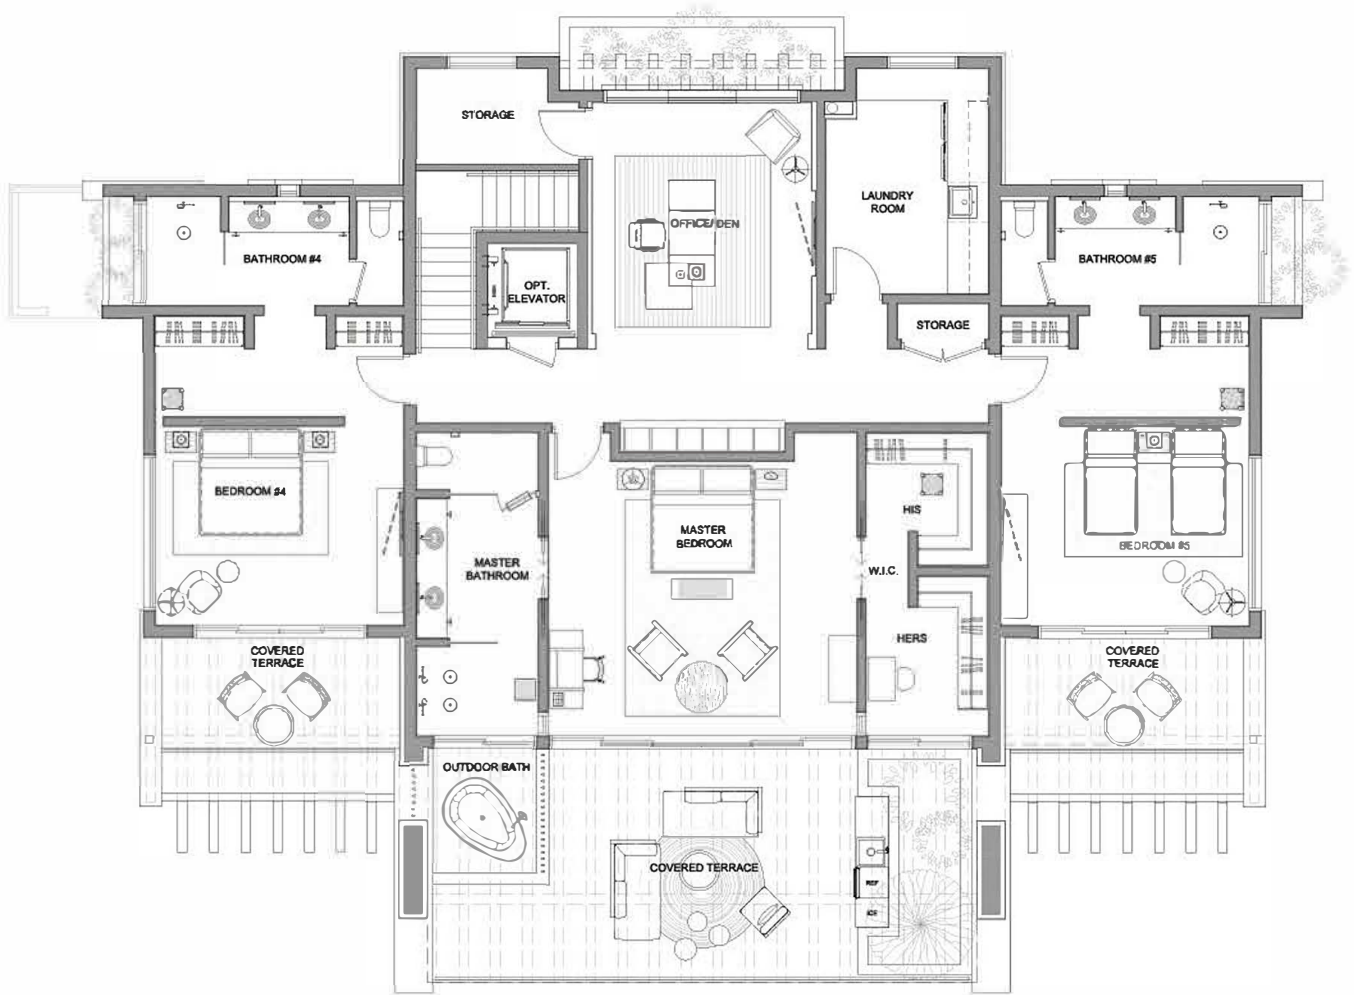 STORAGE
OFFICE/DEN
LAUNDRY
ROOM
BATHROOM #4
OPT.
ELEVATOR
BATHROOM #5
STORAGE
BEDROOM #4
MASTER
BEDROOM
HIS
BEDROOM #5
MASTER
BATHROOM
W.I.C.
HERS
COVERED
TERRACE
COVERED
TERRACE
OUTDOOR BATH
COVERED TERRACE
REF
ICE